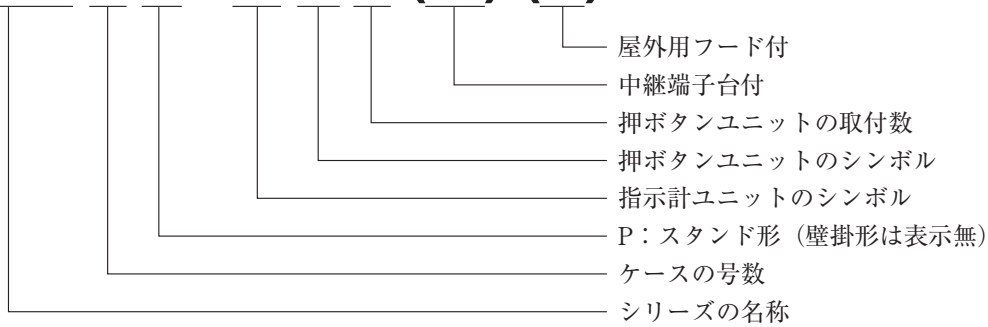 屋外用フード付
中継端子台付
押ボタンユニットの取付数
押ボタンユニットのシンボル
指示計ユニットのシンボル
P：スタンド形（壁掛形は表示無）
ケースの号数
シリーズの名称